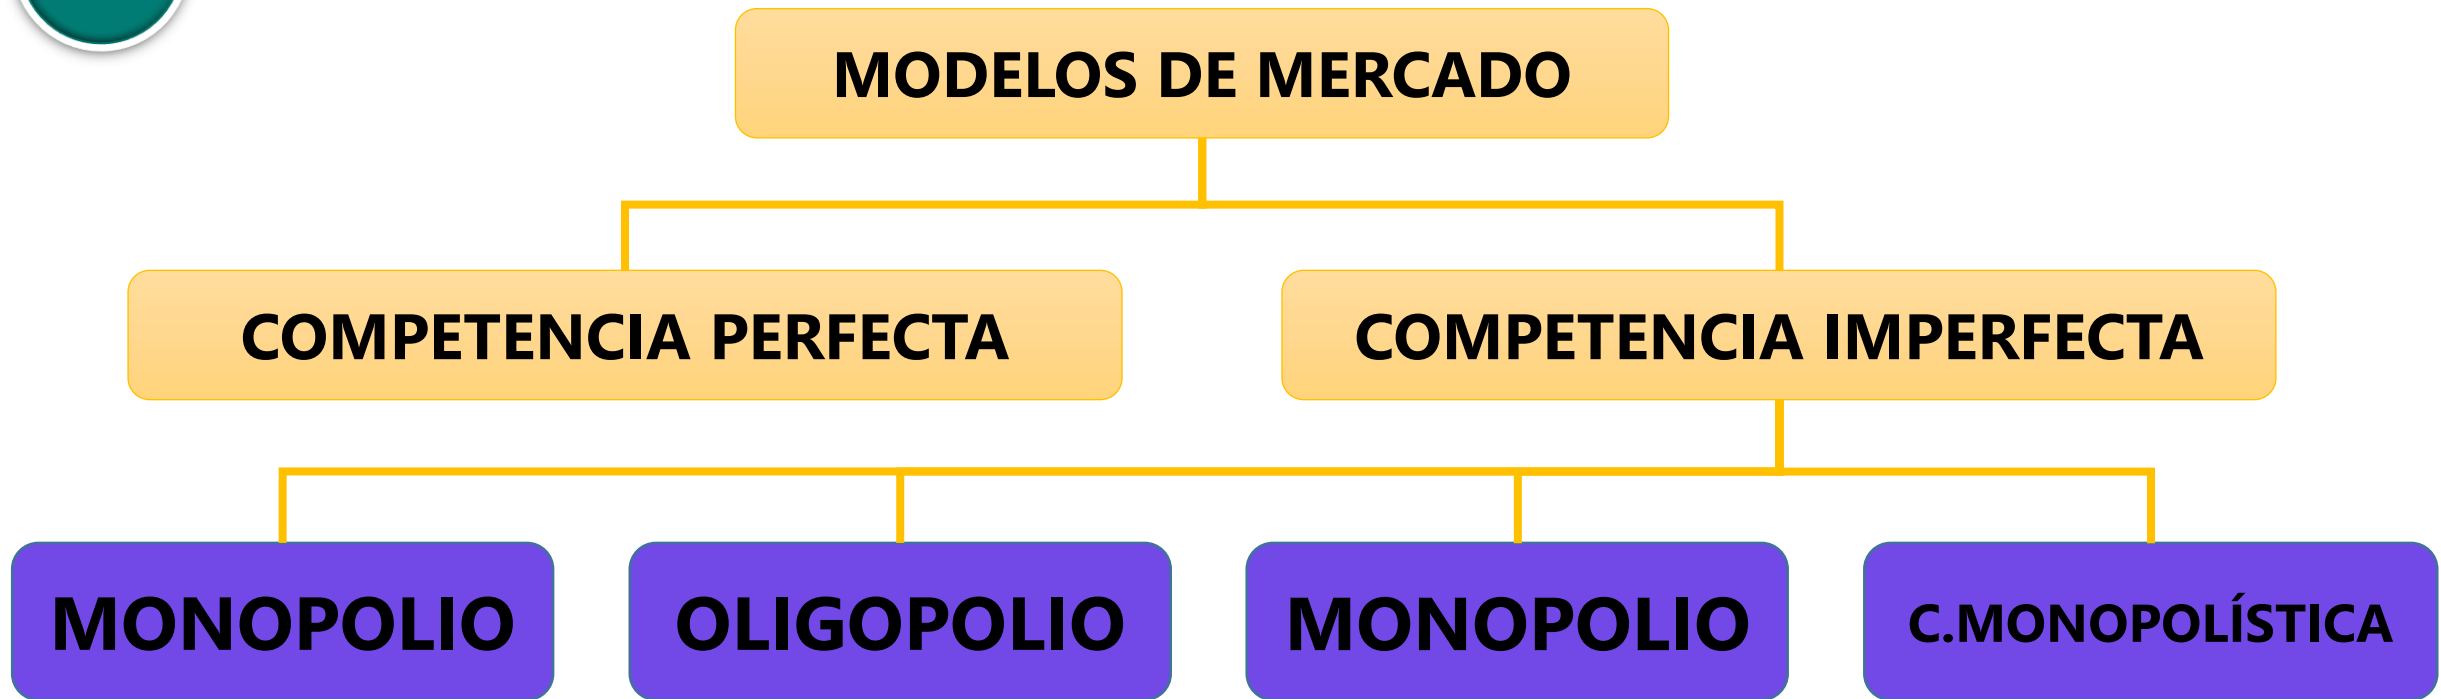 MODELOS DE MERCADO
COMPETENCIA PERFECTA
COMPETENCIA IMPERFECTA
MONOPOLIO
OLIGOPOLIO
MONOPOLIO
C.MONOPOLÍSTICA